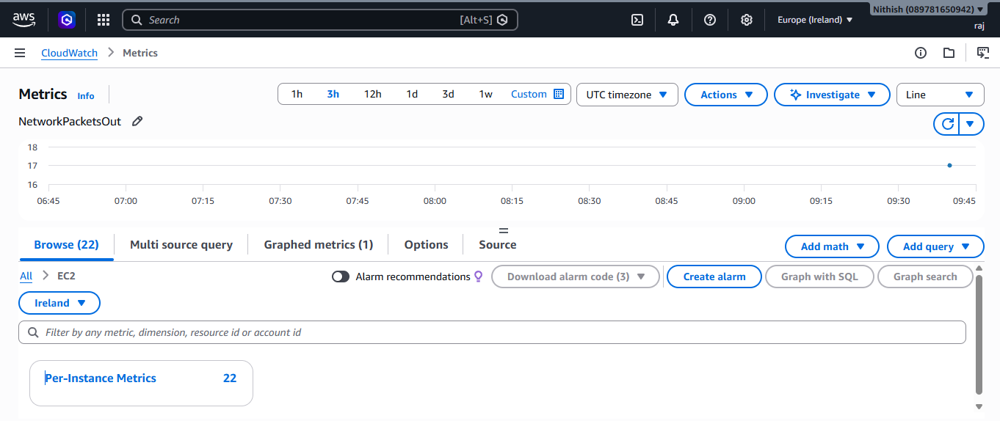 aws
Search [Alt+S]
Europe (Ireland)
Nithish (089781650942)
raj
CloudWatch Metrics
Metrics Info
1h 3h 12h 1d 3d 1w Custom UTC timezone Actions Investigate Line
NetworkPacketsOut
18
17
16
06:45 07:00 07:15 07:30 07:45 08:00 08:15 08:30 08:45 09:00 09:15 09:30 09:45
Browse (22) Multi source query Graphed metrics (1) Options Source Add math Add query
All EC2 Alarm recommendations Download alarm code (3) Create alarm Graph with SQL Graph search
Ireland
Filter by any metric, dimension, resource id or account id
Per-Instance Metrics 22